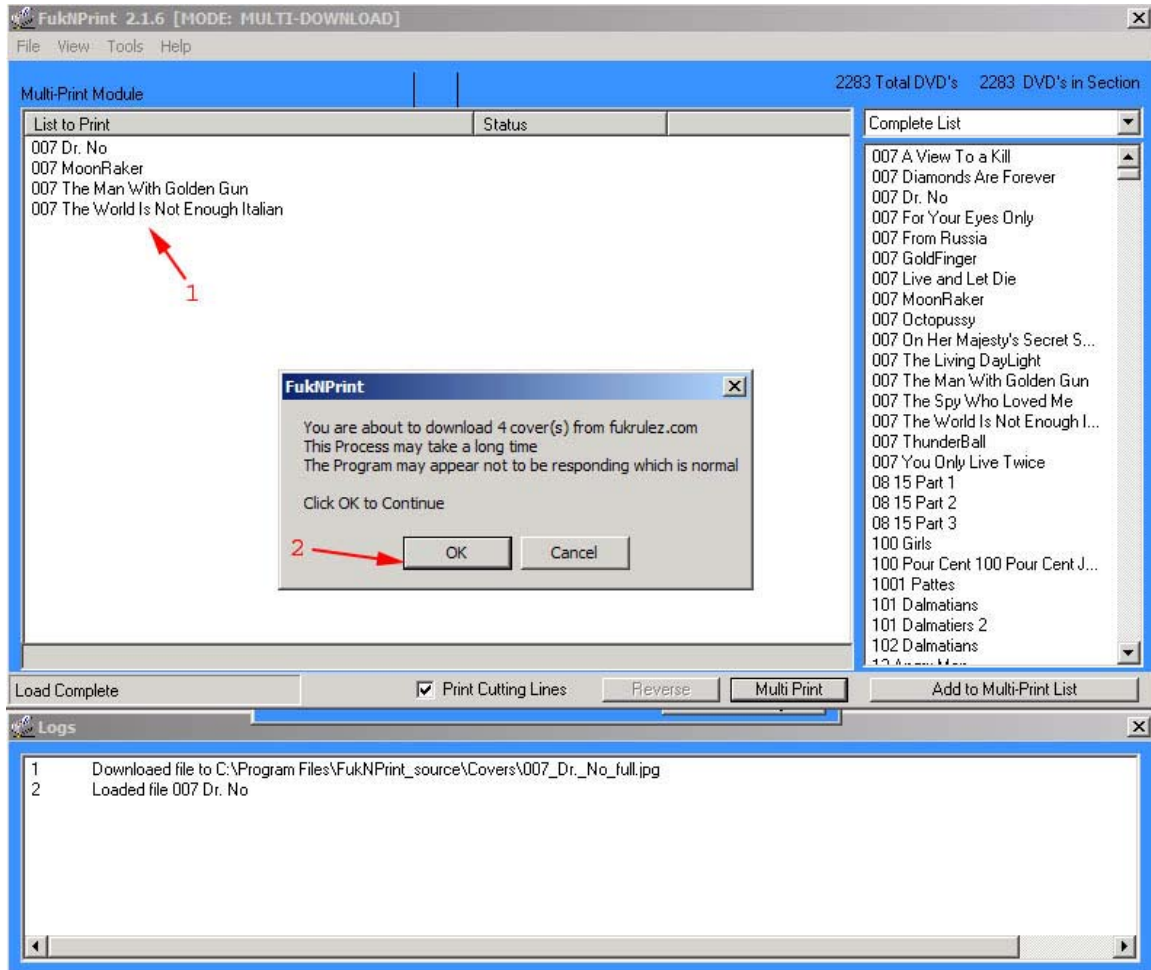 FukNPrint 2.1.6 [MODE: MULTI-DOWNLOAD]
File View Tools Help
Multi-Print Module
2283 Total DVD's 2283 DVD's in Section
List to Print Status
007 Dr. No
007 MoonRaker
007 The Man With Golden Gun
007 The World Is Not Enough Italian
1
Complete List
007 A View To a Kill
007 Diamonds Are Forever
007 Dr. No
007 For Your Eyes Only
007 From Russia
007 GoldFinger
007 Live and Let Die
007 MoonRaker
007 Octopussy
007 On Her Majesty's Secret S...
007 The Living DayLight
007 The Man With Golden Gun
007 The Spy Who Loved Me
007 The World Is Not Enough I...
007 ThunderBall
007 You Only Live Twice
08 15 Part 1
08 15 Part 2
08 15 Part 3
100 Girls
100 Pour Cent 100 Pour Cent J...
1001 Pattes
101 Dalmatians
101 Dalmatiers 2
102 Dalmatians
FukNPrint
You are about to download 4 cover(s) from fukrulez.com
This Process may take a long time
The Program may appear not to be responding which is normal
Click OK to Continue
2
OK Cancel
Load Complete
Print Cutting Lines
Reverse
Multi Print
Add to Multi-Print List
Logs
1 Downloaed file to C:\Program Files\FukNPrint_source\Covers\007_Dr._No_full.jpg
2 Loaded file 007 Dr. No